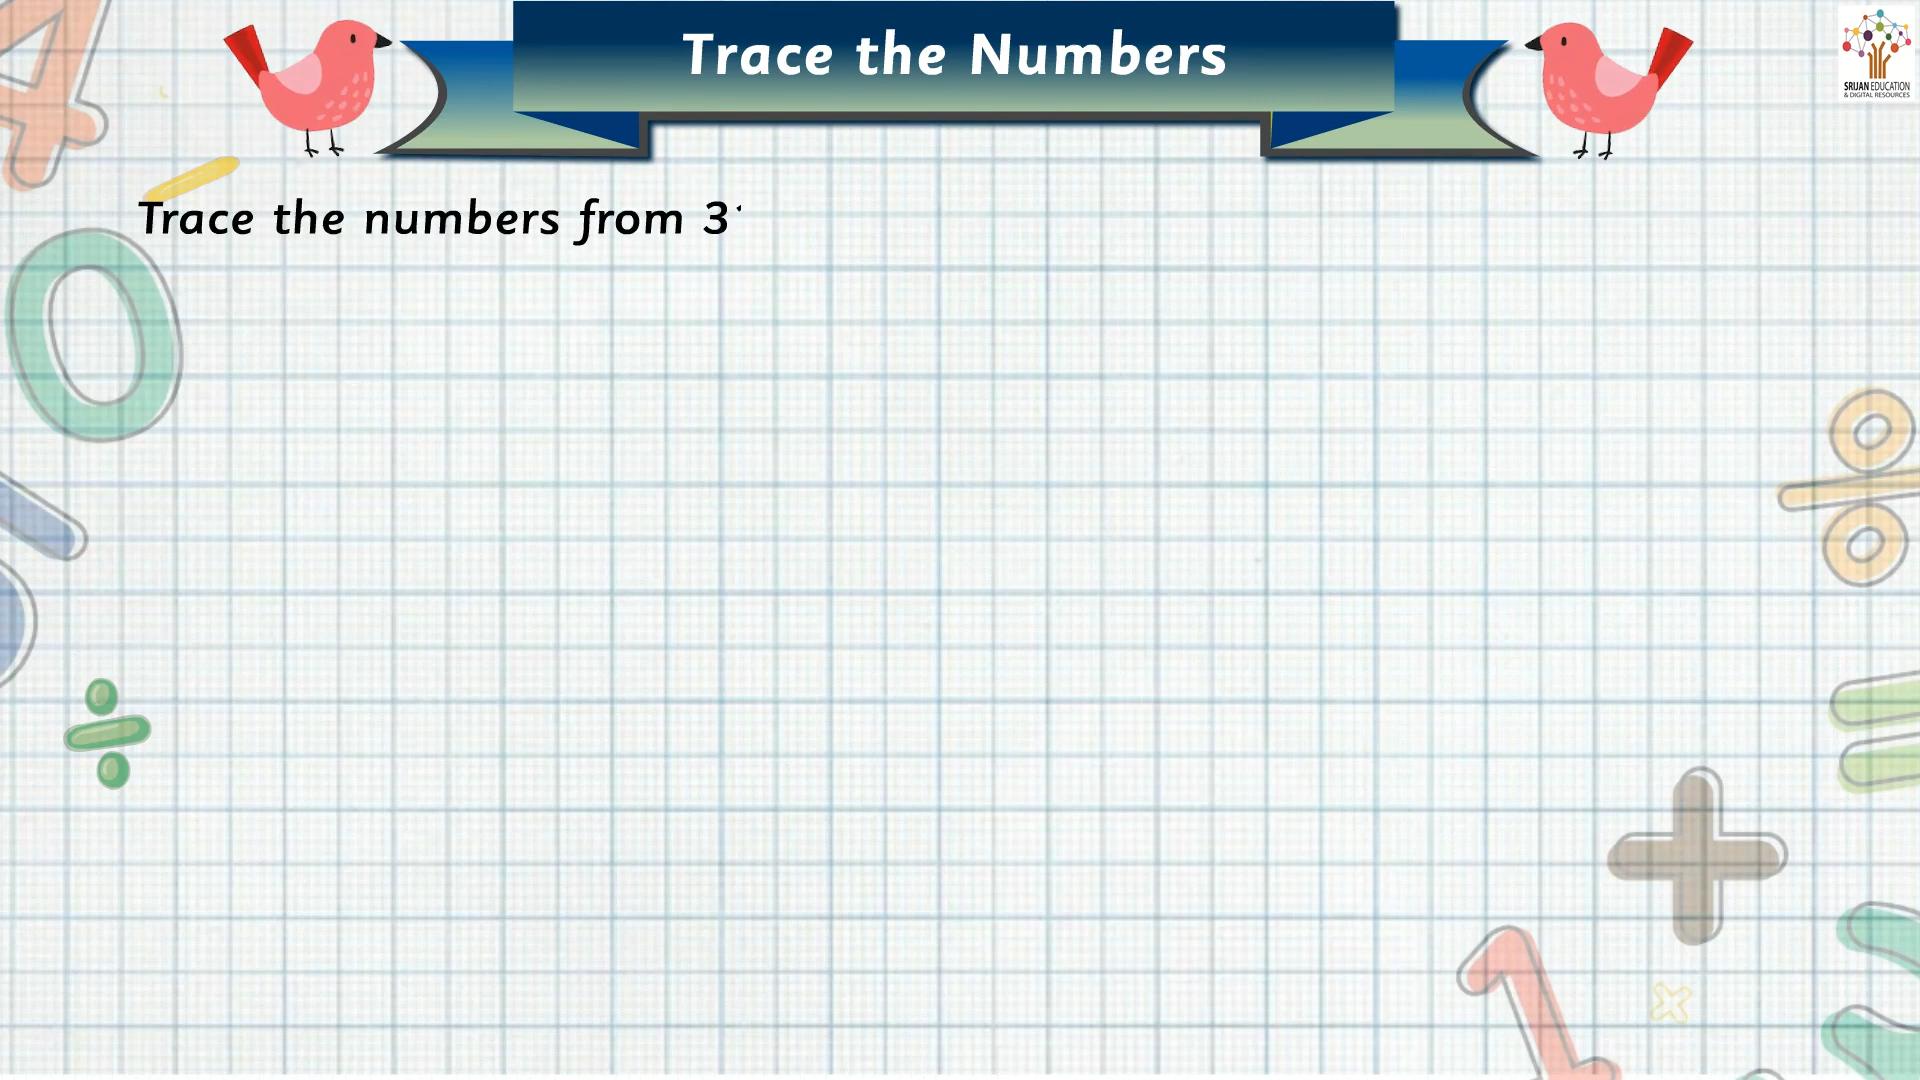 Trace the Numbers
SRIJAN EDUCATION
& DIGITAL RESOURCES
Trace the numbers from 3